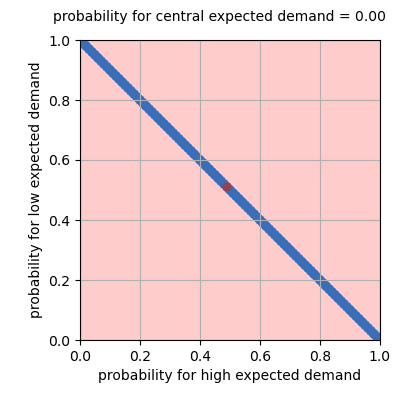 probability for central expected demand = 0.00
1.0
0.8
0.6
0.4
0.2
0.0
probability for low expected demand
0.0 0.2 0.4 0.6 0.8 1.0
probability for high expected demand